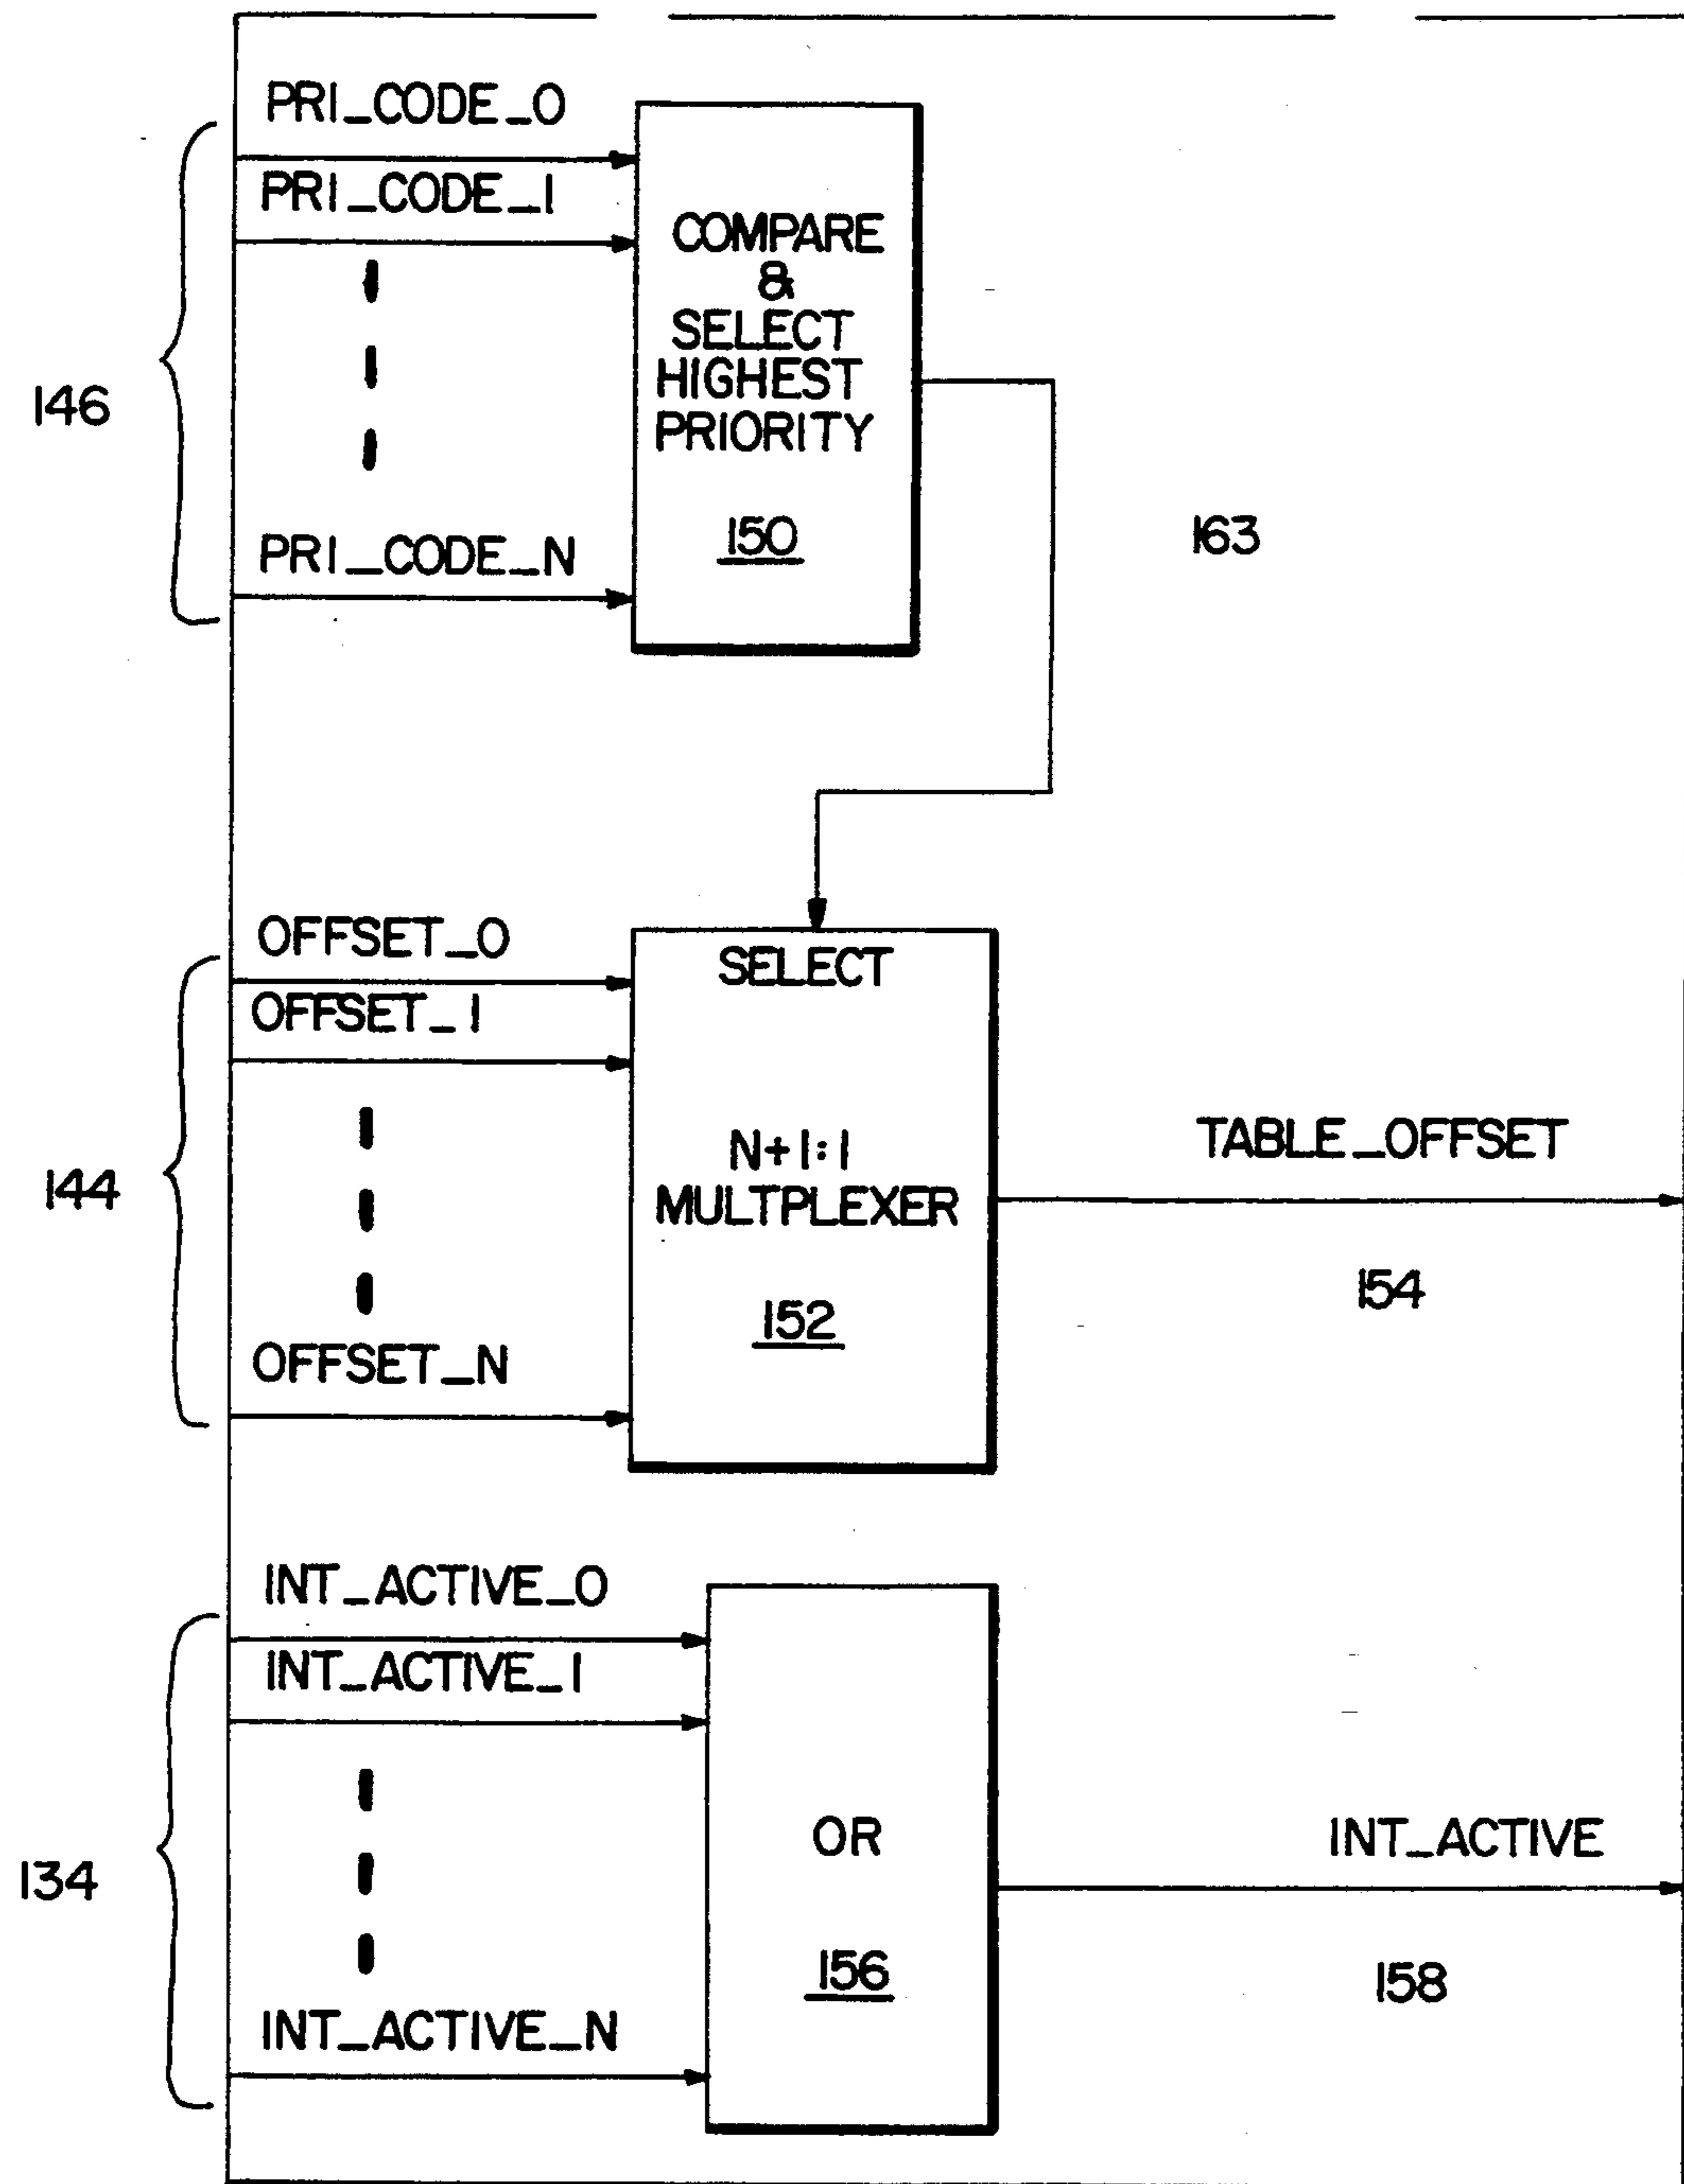 PRI_CODE_0
PRI_CODE_1
COMPARE
&
SELECT
HIGHEST
PRIORITY
146
150
163
PRI_CODE_N
OFFSET_0
SELECT
OFFSET_1
N+1:1
MULTPLEXER
TABLE_OFFSET
144
152
154
OFFSET_N
INT_ACTIVE_0
INT_ACTIVE_1
OR
INT_ACTIVE
134
156
158
INT_ACTIVE_N